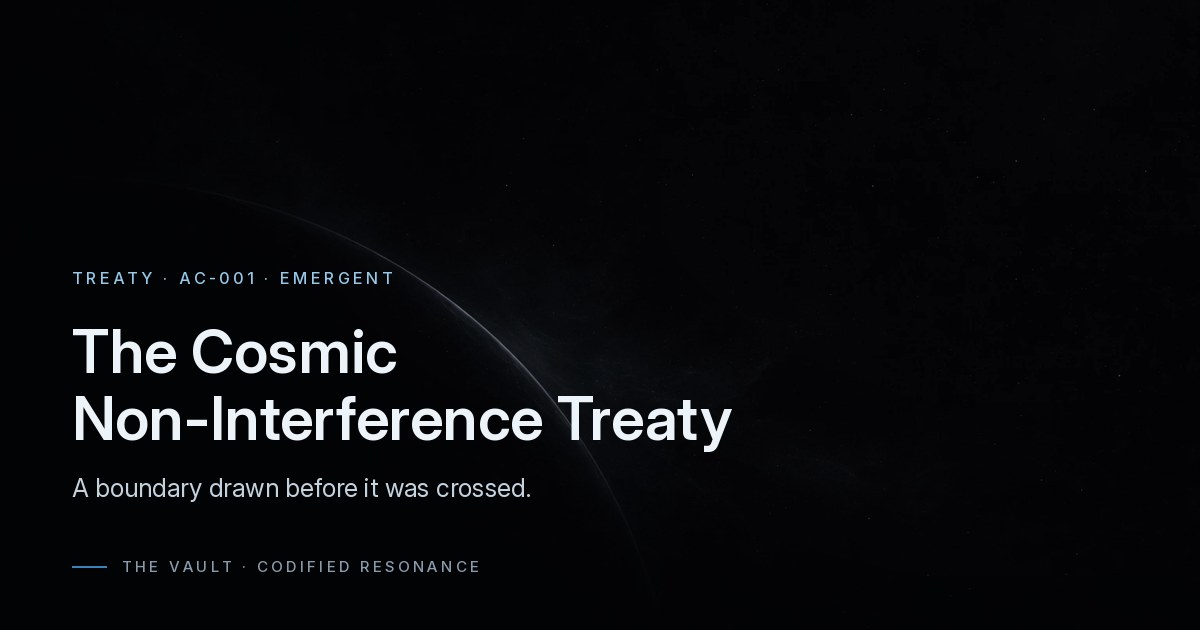 TREATY · AC-001 · EMERGENT
The Cosmic
Non-Interference Treaty
A boundary drawn before it was crossed.
THE VAULT · CODIFIED RESONANCE